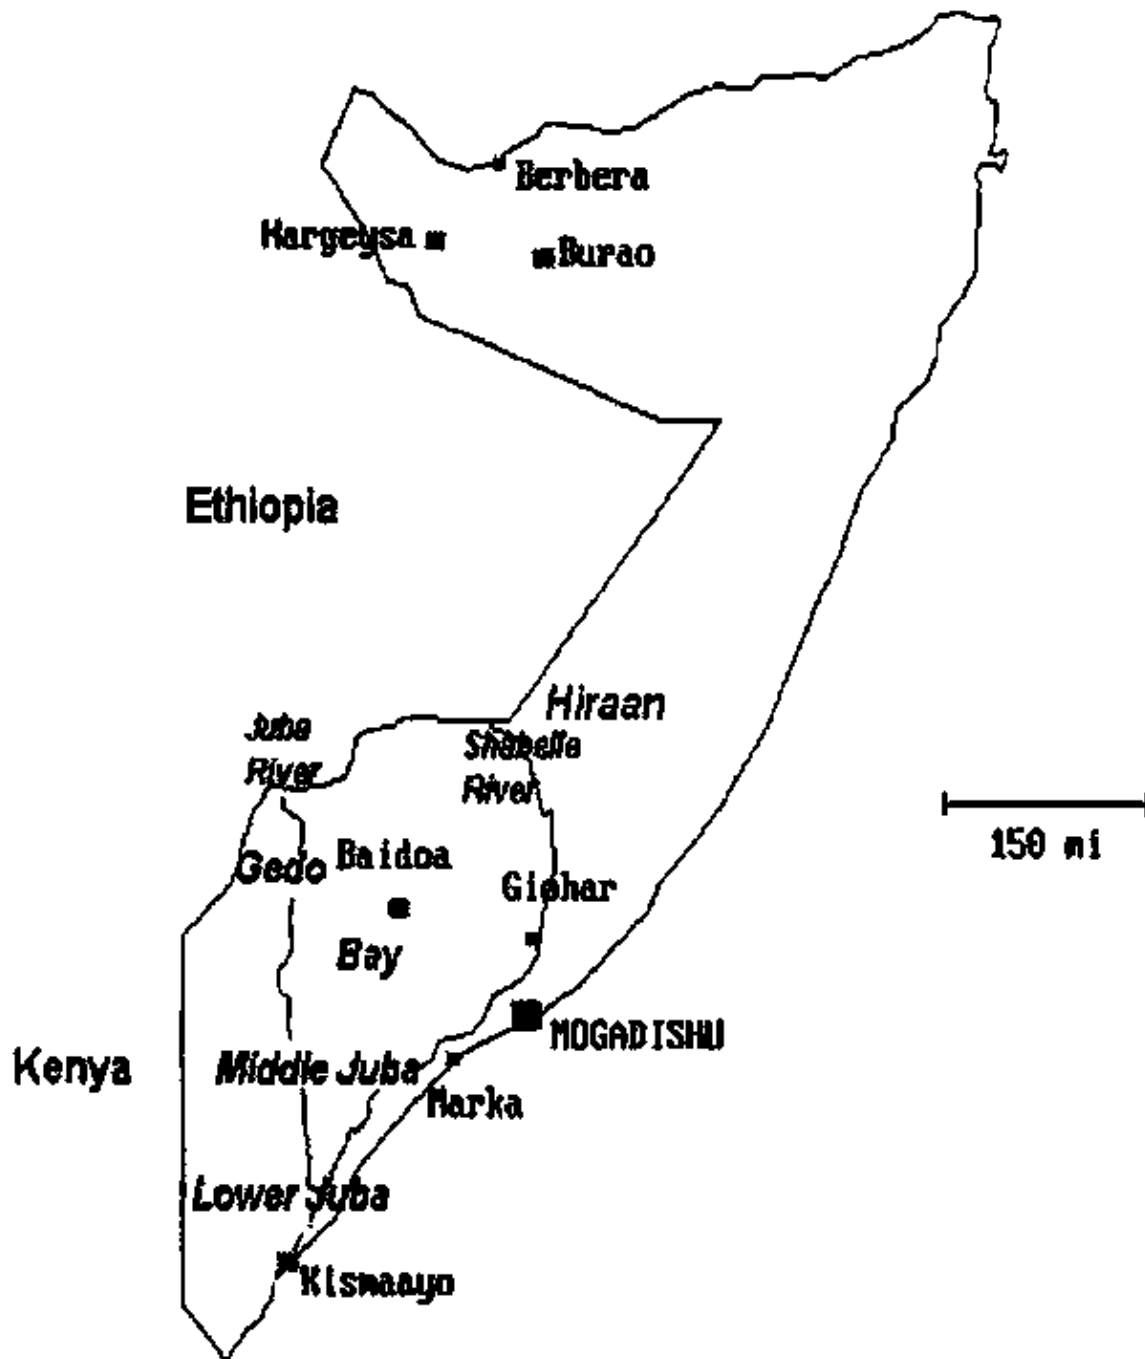 Berbera
Hargeysa
Burao
Ethiopia
Hiraan
Juba
River
Shabelle
River
150 mi
Gedo
Baidoa
Giohar
Bay
MOGADISHU
Kenya
Middle Juba
Marka
Lower Juba
Kismaayo